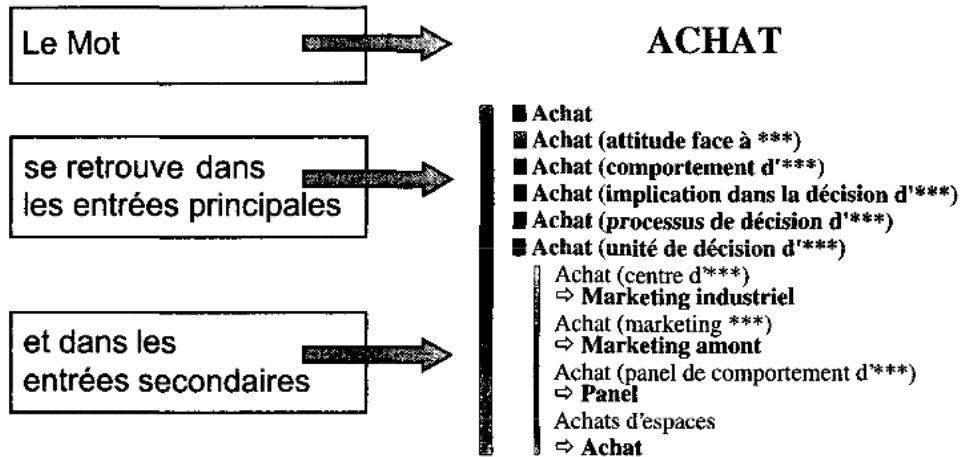 Le Mot
ACHAT
se retrouve dans
les entrées principales
■ Achat
■ Achat (attitude face à ***)
■ Achat (comportement d'***)
■ Achat (implication dans la décision d'***)
■ Achat (processus de décision d'***)
■ Achat (unité de décision d'***)
et dans les
entrées secondaires
Achat (centre d'***)
⇨ Marketing industriel
Achat (marketing ***)
⇨ Marketing amont
Achat (panel de comportement d'***)
⇨ Panel
Achats d'espaces
⇨ Achat